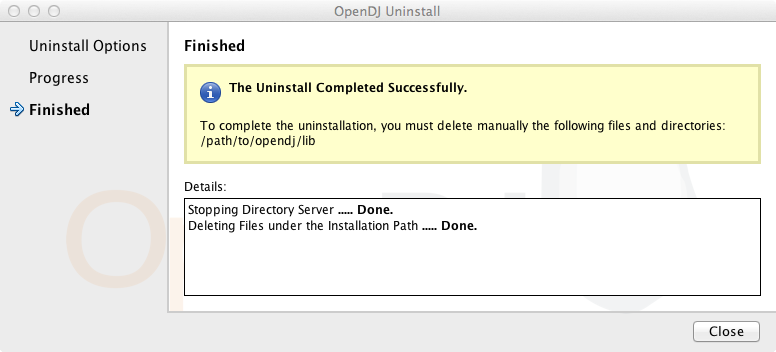 OpenDJ Uninstall
Uninstall Options
Progress
Finished
Finished
The Uninstall Completed Successfully.
To complete the uninstallation, you must delete manually the following files and directories:
/path/to/opendj/lib
Details:
Stopping Directory Server ..... Done.
Deleting Files under the Installation Path ..... Done.
Close